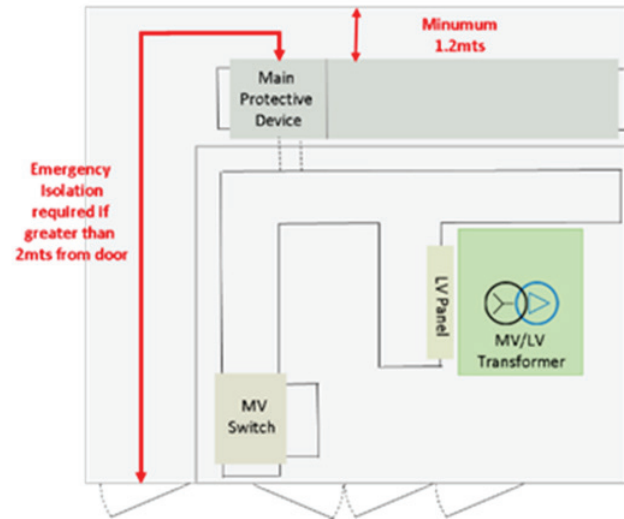 Minumum
1.2mts
Main
Protective
Device
Emergency
Isolation
required if
greater than
2mts from door
LV Panel
MV/LV
Transformer
MV
Switch